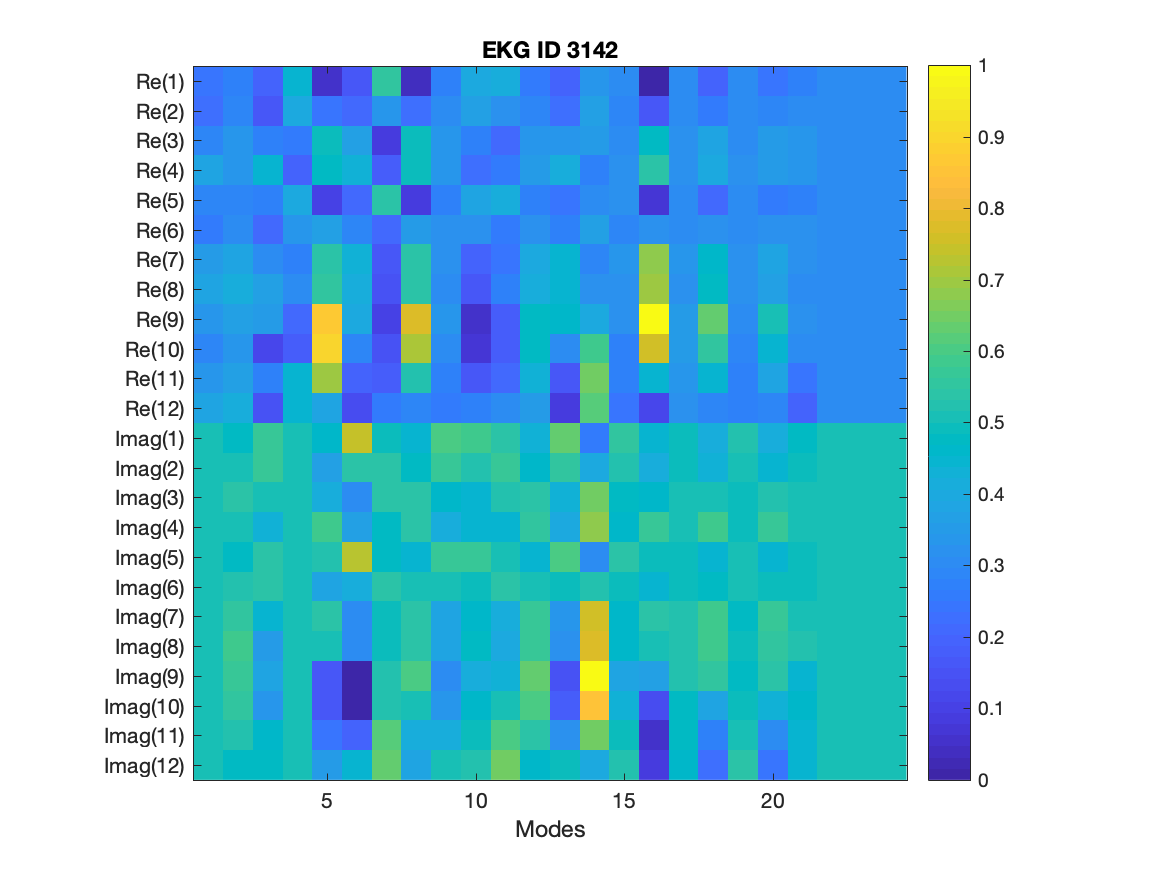 EKG ID 3142
Re(1)
Re(2)
Re(3)
Re(4)
Re(5)
Re(6)
Re(7)
Re(8)
Re(9)
Re(10)
Re(11)
Re(12)
Imag(1)
Imag(2)
Imag(3)
Imag(4)
Imag(5)
Imag(6)
Imag(7)
Imag(8)
Imag(9)
Imag(10)
Imag(11)
Imag(12)
5 10 15 20
Modes
1
0.9
0.8
0.7
0.6
0.5
0.4
0.3
0.2
0.1
0